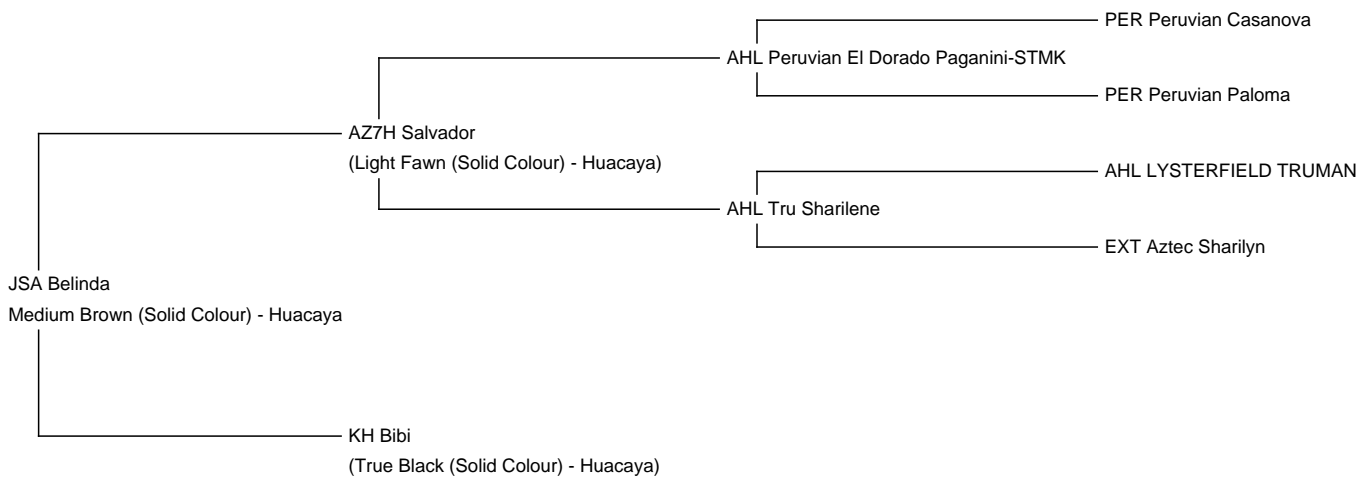 PER Peruvian Casanova
AHL Peruvian El Dorado Paganini-STMK
PER Peruvian Paloma
AZ7H Salvador
(Light Fawn (Solid Colour) - Huacaya)
AHL LYSTERFIELD TRUMAN
AHL Tru Sharilene
EXT Aztec Sharilyn
JSA Belinda
Medium Brown (Solid Colour) - Huacaya
KH Bibi
(True Black (Solid Colour) - Huacaya)